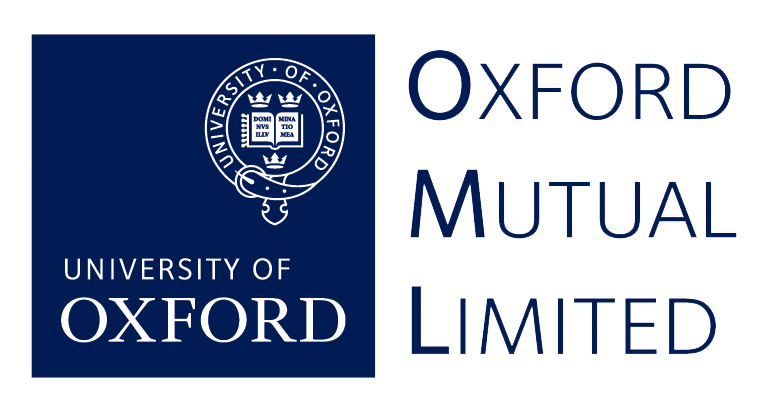 UNIVERSITY · OF · OXFORD
DOMI MINA
NVS TIO
ILLV MEA
UNIVERSITY OF
OXFORD
OXFORD
MUTUAL
LIMITED